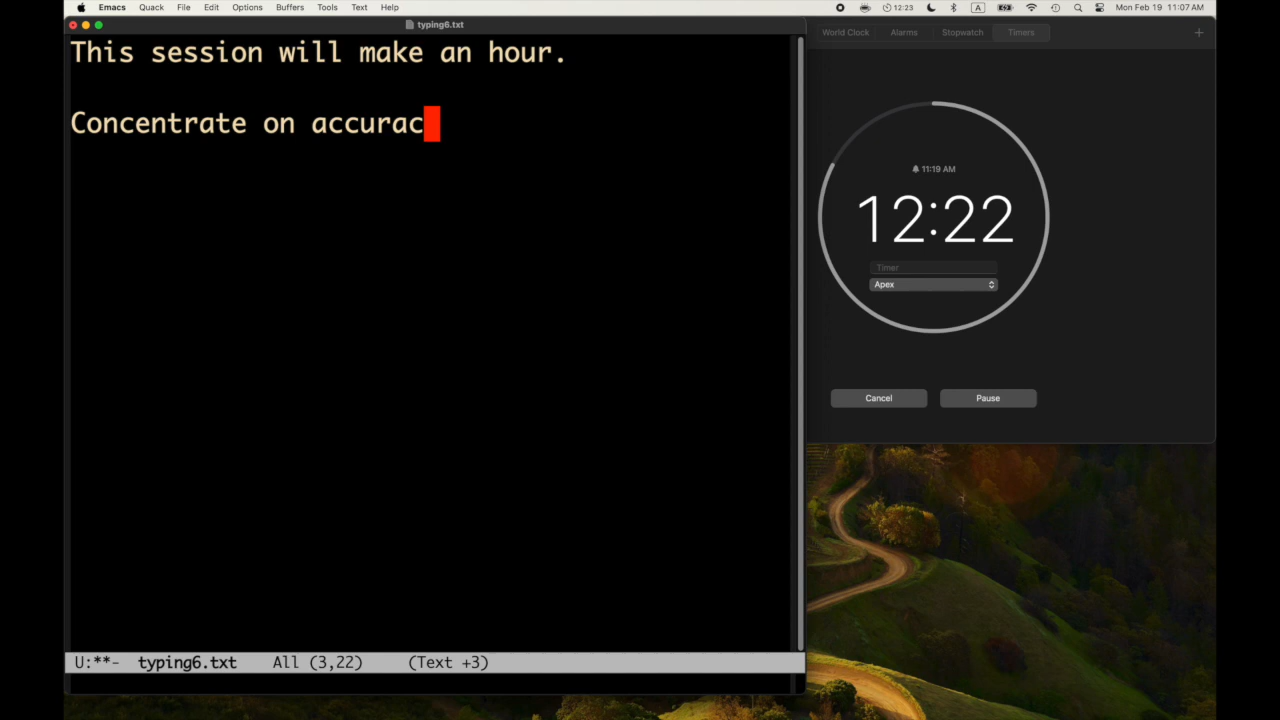 Emacs Quack File Edit Options Buffers Tools Text Help 12:23 A Mon Feb 19 11:07 AM
typing6.txt
This session will make an hour.
Concentrate on accurac
U:**- typing6.txt All (3,22) (Text +3)
World Clock Alarms Stopwatch Timers
11:19 AM
12:22
Timer
Apex
Cancel Pause